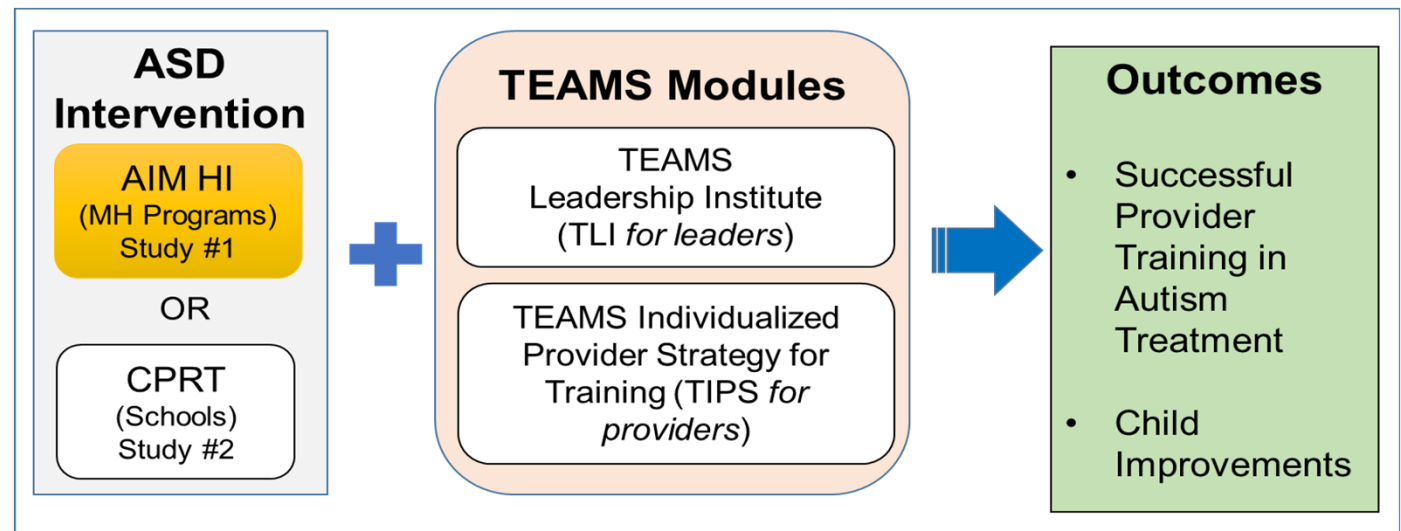 ASD
Intervention
AIM HI
(MH Programs)
Study #1
OR
CPRT
(Schools)
Study #2
TEAMS Modules
TEAMS
Leadership Institute
(TLI for leaders)
TEAMS Individualized
Provider Strategy for
Training (TIPS for
providers)
Outcomes
• Successful
Provider
Training in
Autism
Treatment
• Child
Improvements